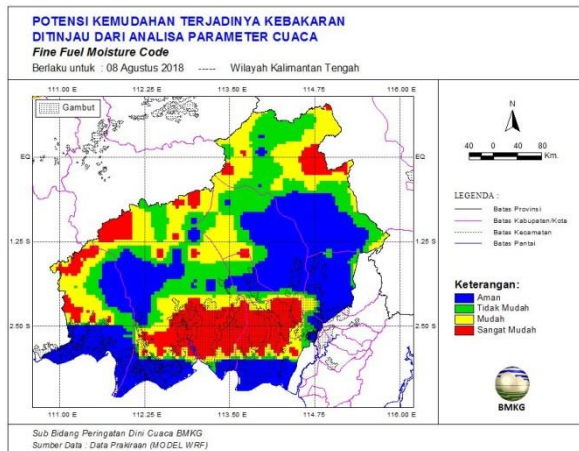 POTENSI KEMUDAHAN TERJADINYA KEBAKARAN
DITINJAU DARI ANALISA PARAMETER CUACA
Fine Fuel Moisture Code
Berlaku untuk : 08 Agustus 2018 ----- Wilayah Kalimantan Tengah
111.00 E 112.25 E 113.50 E 114.75 E 116.00 E
Gambut
N
EQ EQ
40 0 40 80 Km.
LEGENDA :
Batas Provinsi
Batas Kabupaten/Kota
1.25 S 1.25 S
Batas Kecamatan
Batas Pantai
Keterangan:
Aman
Tidak Mudah
Mudah
2.50 S 2.50 S
Sangat Mudah
BMKG
111.00 E 112.25 E 113.50 E 114.75 E 116.00 E
Sub Bidang Peringatan Dini Cuaca BMKG
Sumber Data : Data Prakiraan (MODEL WRF)